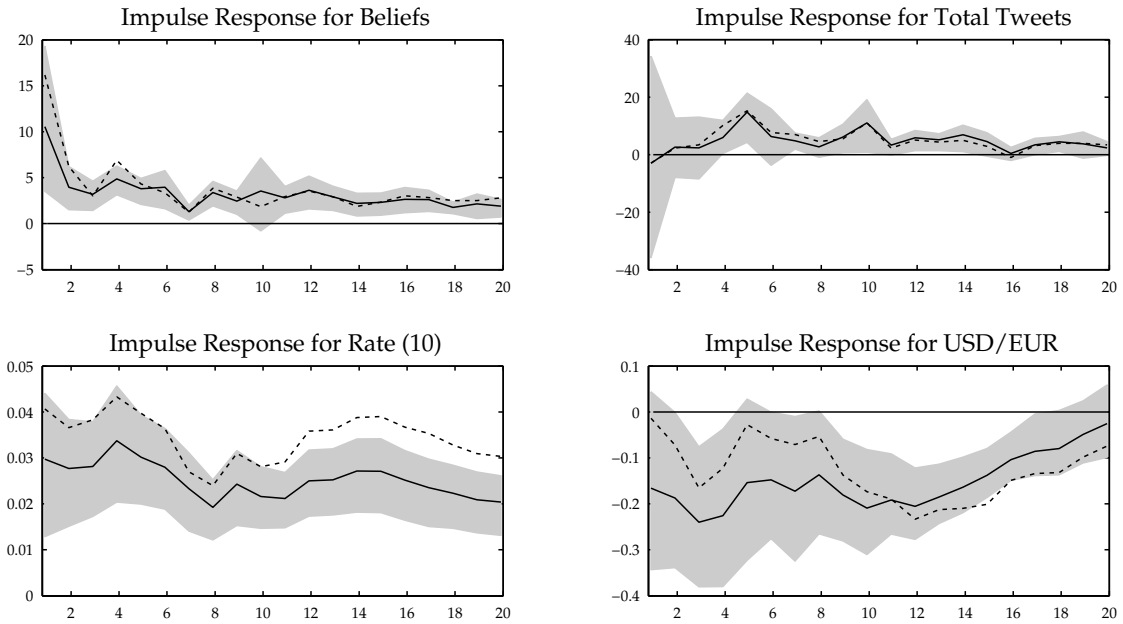 Impulse Response for Beliefs
20
15
10
5
0
−5
2 4 6 8 10 12 14 16 18 20
Impulse Response for Total Tweets
40
20
0
−20
−40
2 4 6 8 10 12 14 16 18 20
Impulse Response for Rate (10)
0.05
0.04
0.03
0.02
0.01
0
2 4 6 8 10 12 14 16 18 20
Impulse Response for USD/EUR
0.1
0
−0.1
−0.2
−0.3
−0.4
2 4 6 8 10 12 14 16 18 20